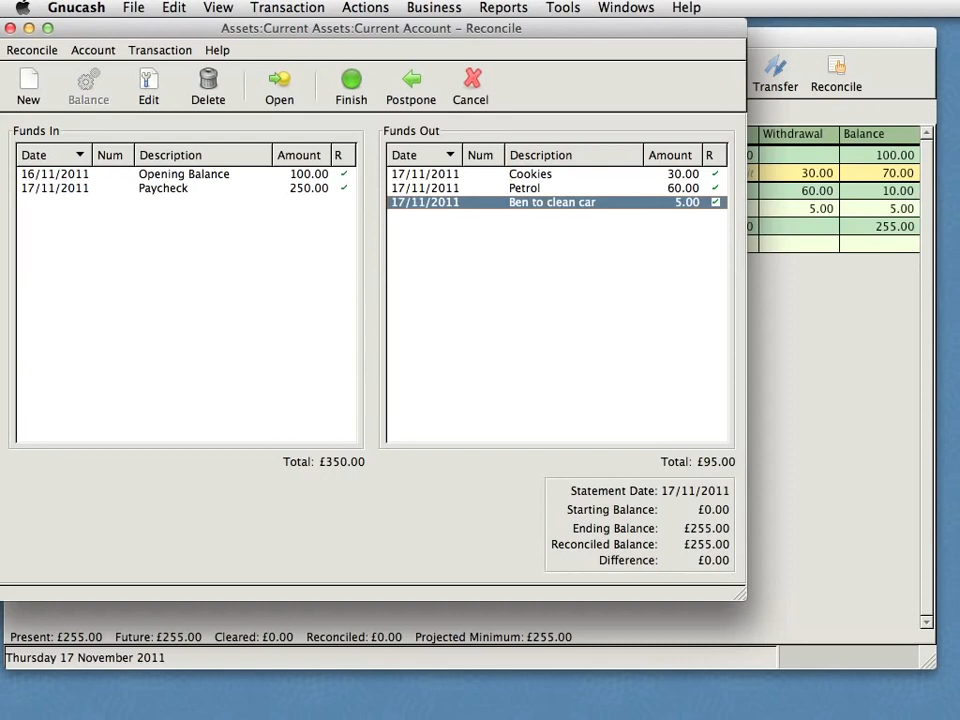 Gnucash File Edit View Transaction Actions Business Reports Tools Windows Help
Assets:Current Assets:Current Account - Reconcile
Reconcile Account Transaction Help
New Balance Edit Delete Open Finish Postpone Cancel
Transfer Reconcile
Funds In
Date Num Description Amount R
16/11/2011 Opening Balance 100.00 ✓
17/11/2011 Paycheck 250.00 ✓
Total: £350.00
Funds Out
Date Num Description Amount R
17/11/2011 Cookies 30.00 ✓
17/11/2011 Petrol 60.00 ✓
17/11/2011 Ben to clean car 5.00 ✓
Total: £95.00
Statement Date: 17/11/2011
Starting Balance: £0.00
Ending Balance: £255.00
Reconciled Balance: £255.00
Difference: £0.00
Withdrawal Balance
100.00
30.00 70.00
60.00 10.00
5.00 5.00
255.00
Present: £255.00 Future: £255.00 Cleared: £0.00 Reconciled: £0.00 Projected Minimum: £255.00
Thursday 17 November 2011